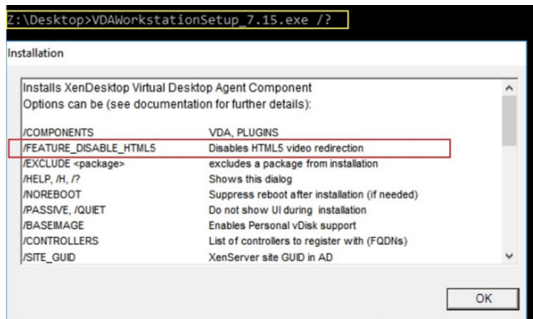 Z:\Desktop>VDAWorkstationSetup_7.15.exe /?
Installation
Installs XenDesktop Virtual Desktop Agent Component
Options can be (see documentation for further details):
/COMPONENTS VDA, PLUGINS
/FEATURE_DISABLE_HTML5 Disables HTML5 video redirection
/EXCLUDE <package> excludes a package from installation
/HELP, /H, /? Shows this dialog
/NOREBOOT Suppress reboot after installation (if needed)
/PASSIVE, /QUIET Do not show UI during installation
/BASEIMAGE Enables Personal vDisk support
/CONTROLLERS List of controllers to register with (FQDNs)
/SITE_GUID XenServer site GUID in AD
OK